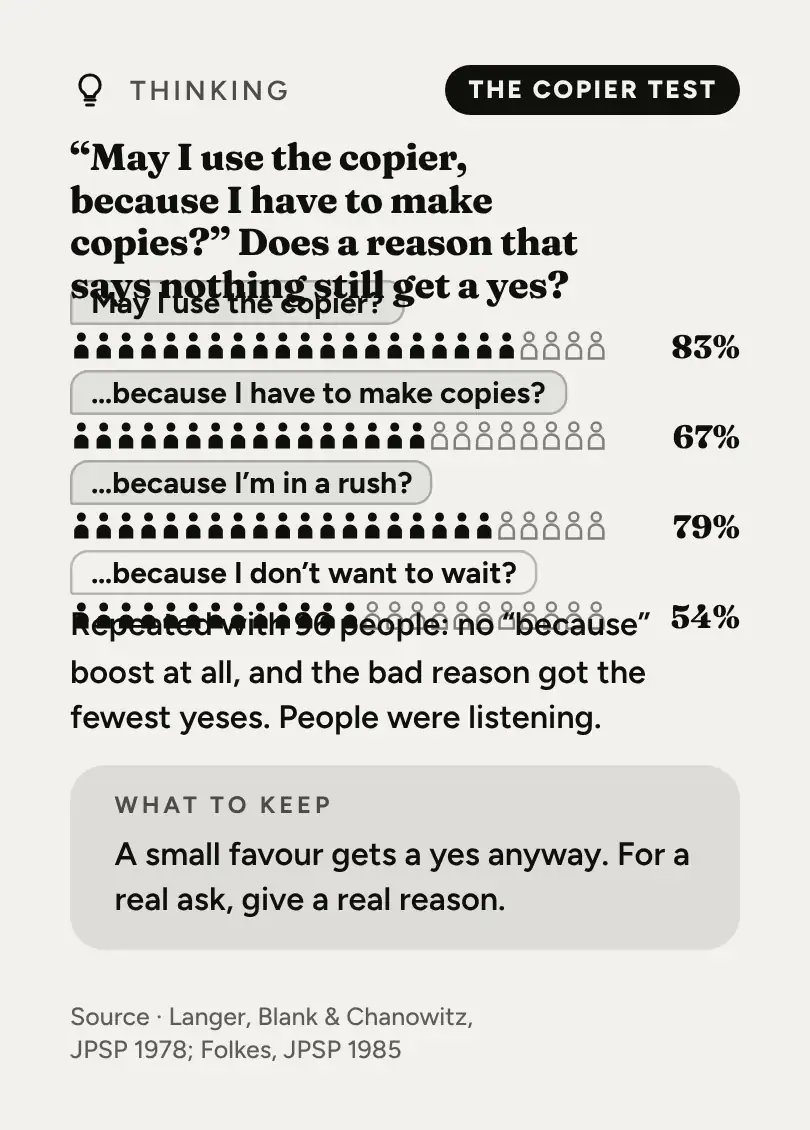 THINKING
THE COPIER TEST
“May I use the copier,
because I have to make
copies?” Does a reason that
says nothing still get a yes?
May I use the copier?
83%
...because I have to make copies?
67%
...because I’m in a rush?
79%
...because I don’t want to wait?
54%
Repeated with 96 people: no “because”
boost at all, and the bad reason got the
fewest yeses. People were listening.
WHAT TO KEEP
A small favour gets a yes anyway. For a
real ask, give a real reason.
Source · Langer, Blank & Chanowitz,
JPSP 1978; Folkes, JPSP 1985